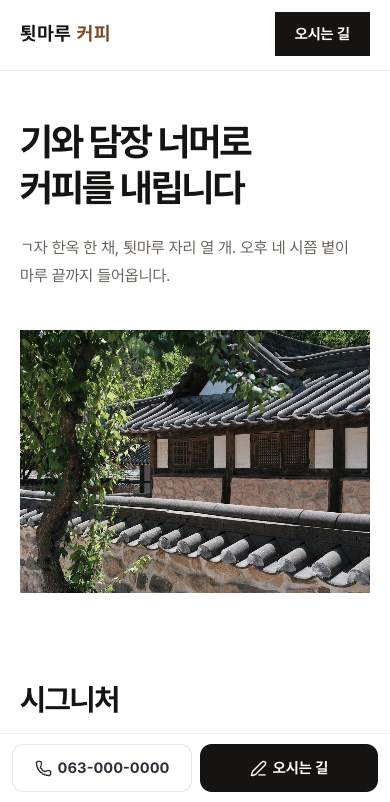 툇마루 커피
오시는 길
기와 담장 너머로
커피를 내립니다
ㄱ자 한옥 한 채, 툇마루 자리 열 개. 오후 네 시쯤 볕이
마루 끝까지 들어옵니다.
시그니처
063-000-0000
오시는 길